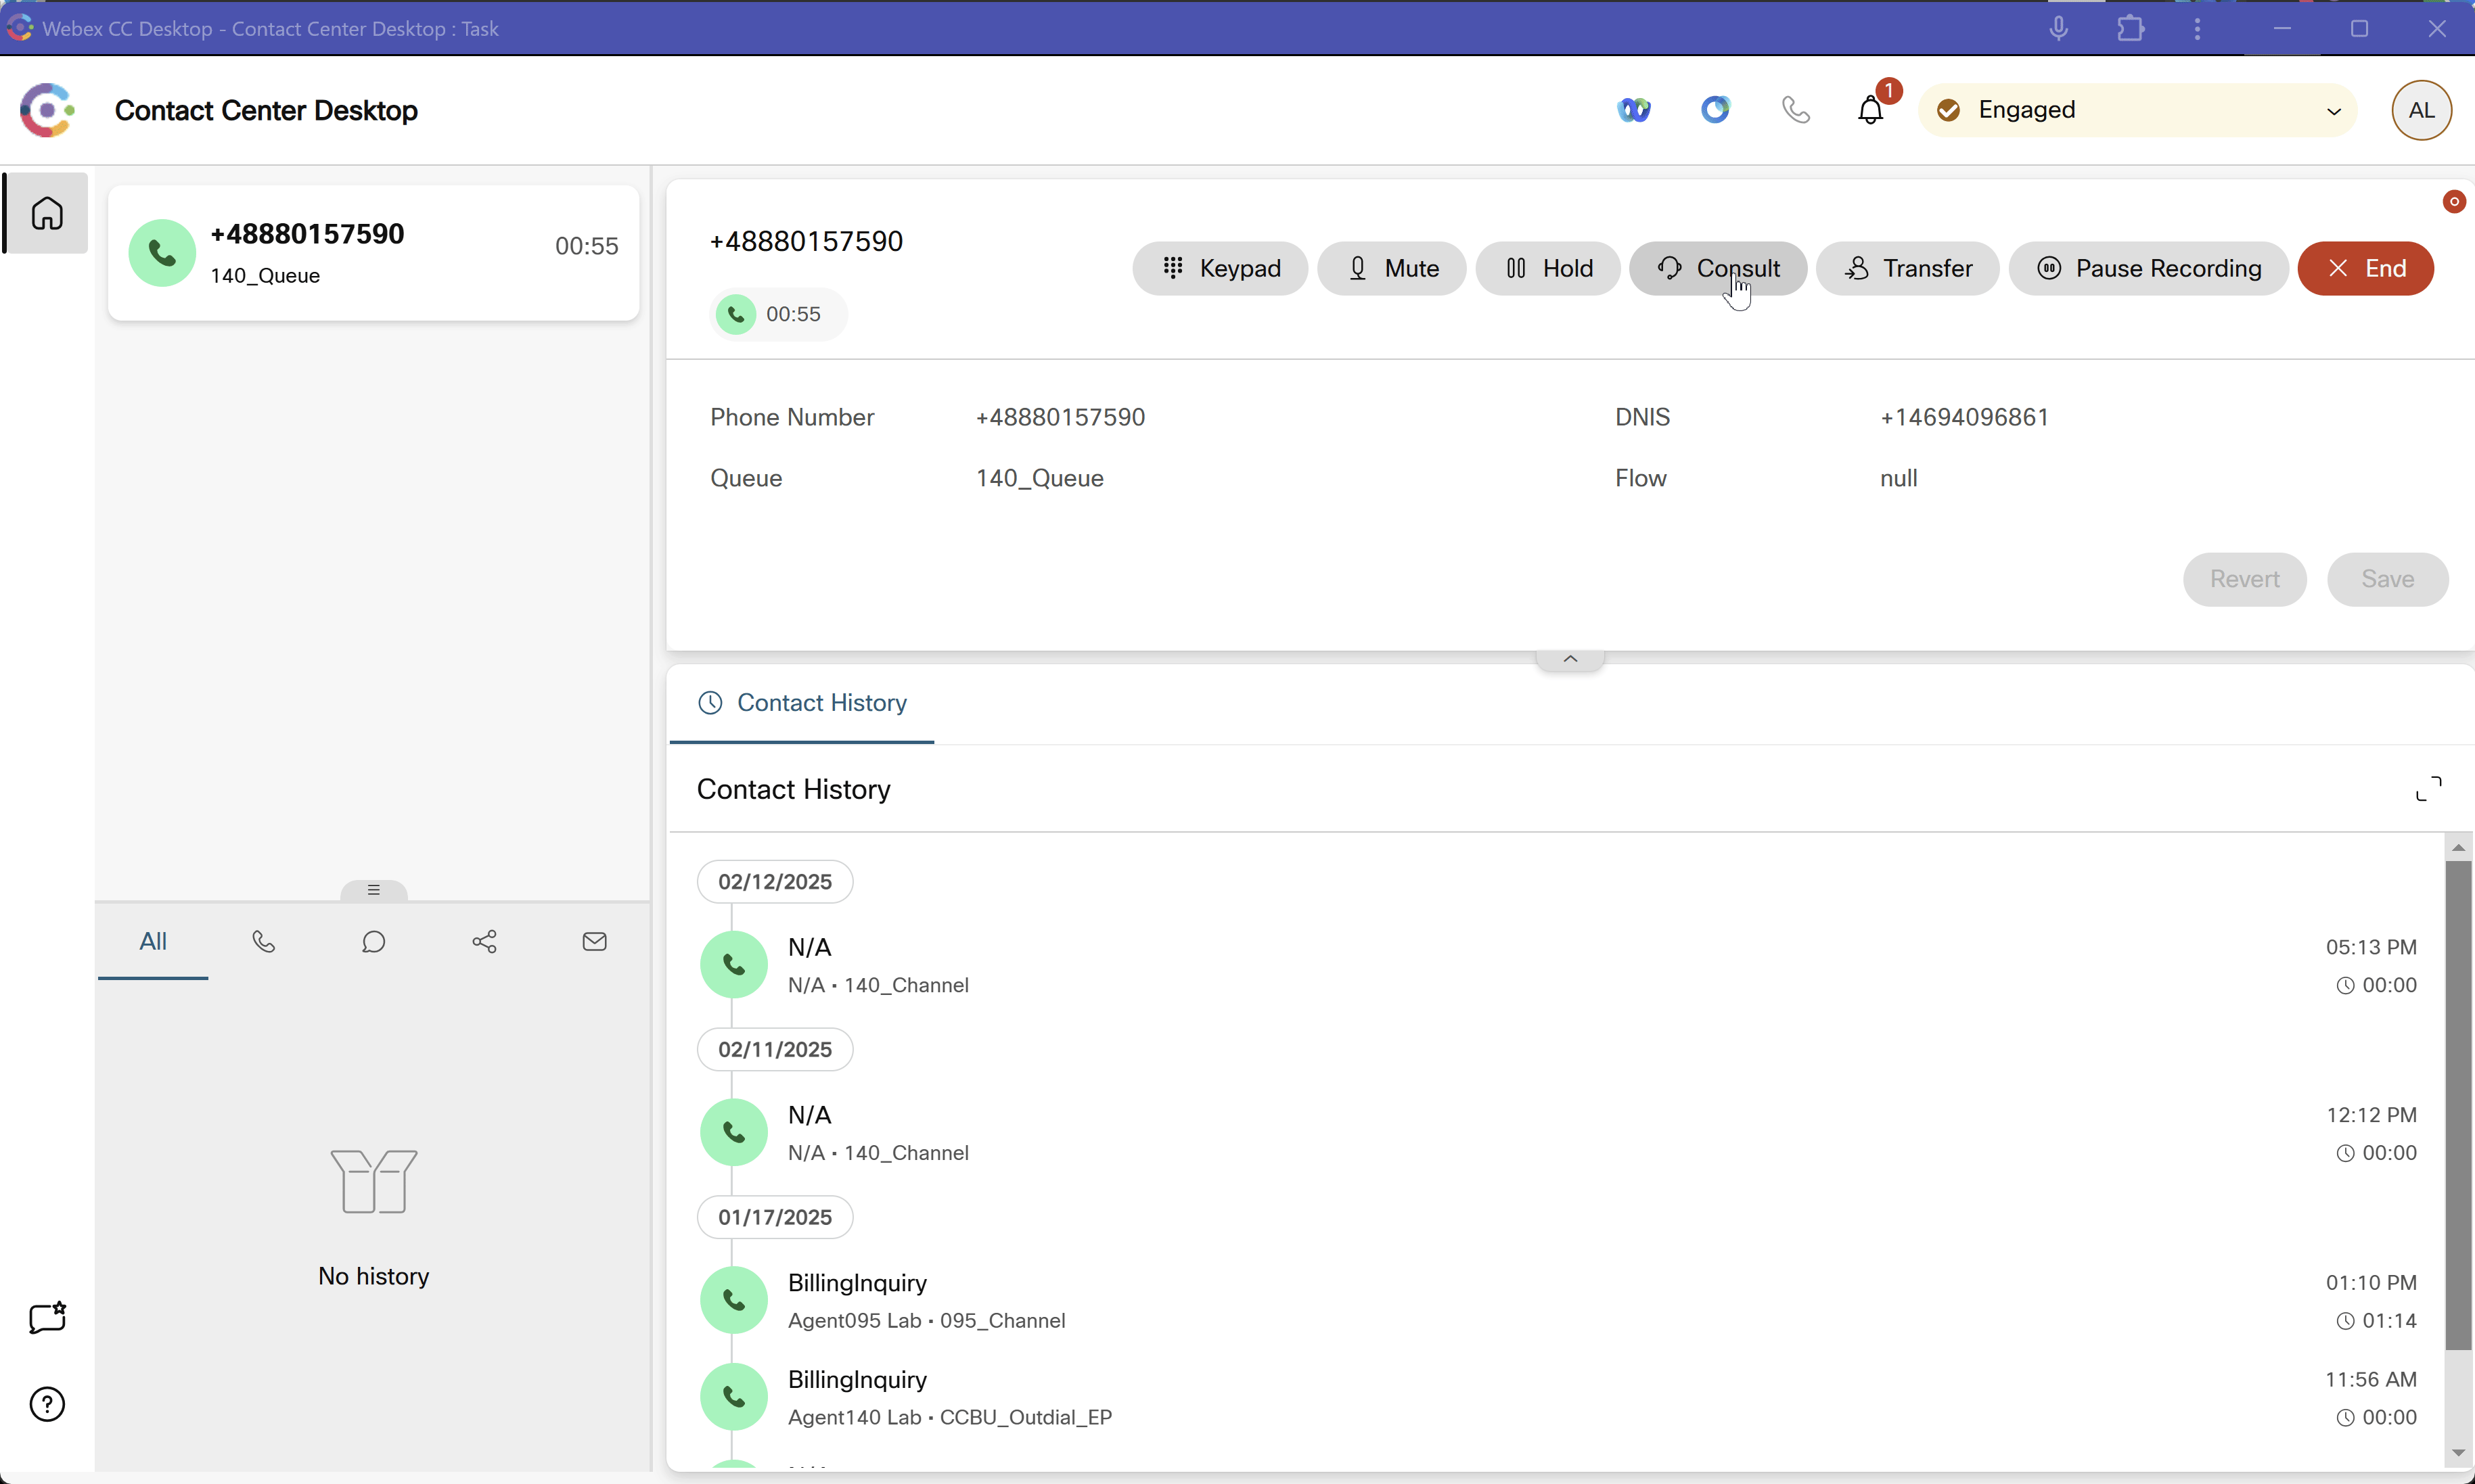 Webex CC Desktop - Contact Center Desktop : Task
Contact Center Desktop
1
Engaged
AL
+48880157590
140_Queue
00:55
+48880157590
00:55
Keypad
Mute
Hold
Consult
Transfer
Pause Recording
End
Phone Number
+48880157590
DNIS
+14694096861
Queue
140_Queue
Flow
null
Revert
Save
Contact History
Contact History
02/12/2025
N/A
05:13 PM
N/A • 140_Channel
00:00
02/11/2025
N/A
12:12 PM
N/A • 140_Channel
00:00
01/17/2025
BillingInquiry
01:10 PM
Agent095 Lab • 095_Channel
01:14
BillingInquiry
11:56 AM
Agent140 Lab • CCBU_Outdial_EP
00:00
All
No history